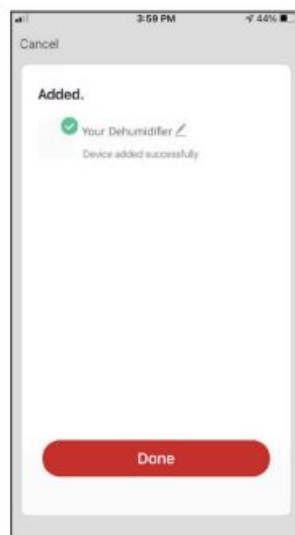 3:59 PM
44%
Cancel
Added.
Your Dehumidifier
Device added successfully
Done